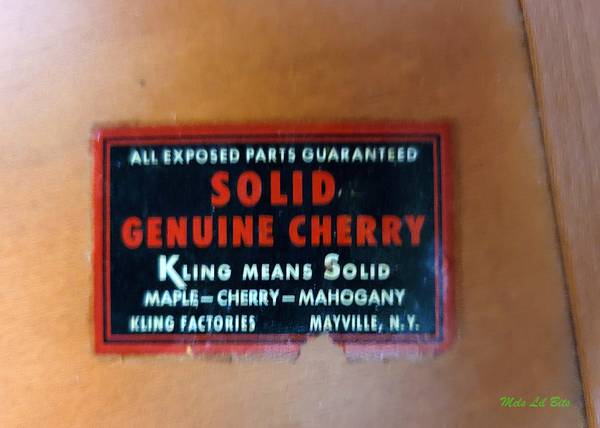 ALL EXPOSED PARTS GUARANTEED
SOLID
GENUINE CHERRY
KLING MEANS SOLID
MAPLE–CHERRY–MAHOGANY
KLING FACTORIES MAYVILLE, N.Y.
Mels Lil Bits